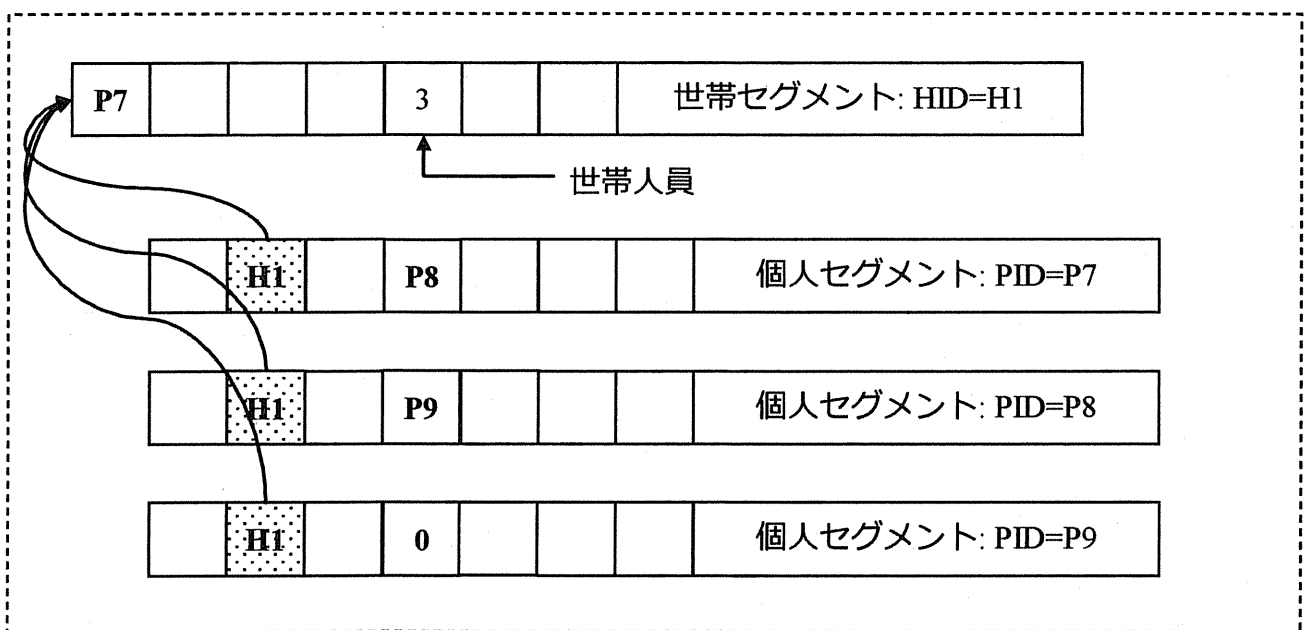 P7 3 世帯セグメント: HID=H1
世帯人員
H1 P8 個人セグメント: PID=P7
H1 P9 個人セグメント: PID=P8
H1 0 個人セグメント: PID=P9